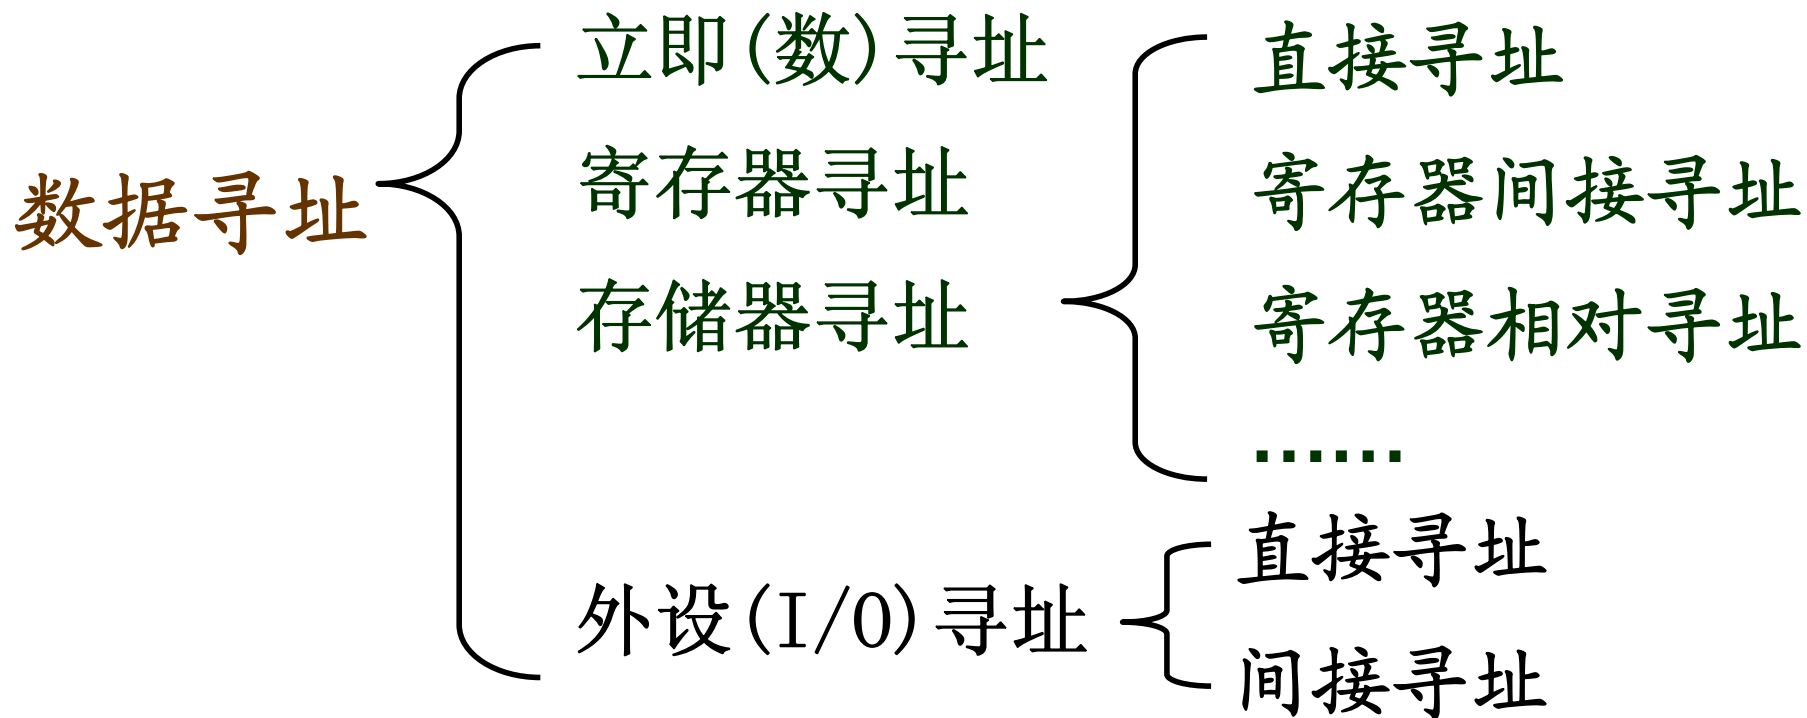 数据寻址
立即(数)寻址
寄存器寻址
存储器寻址
直接寻址
寄存器间接寻址
寄存器相对寻址
······
外设(I/O)寻址
直接寻址
间接寻址